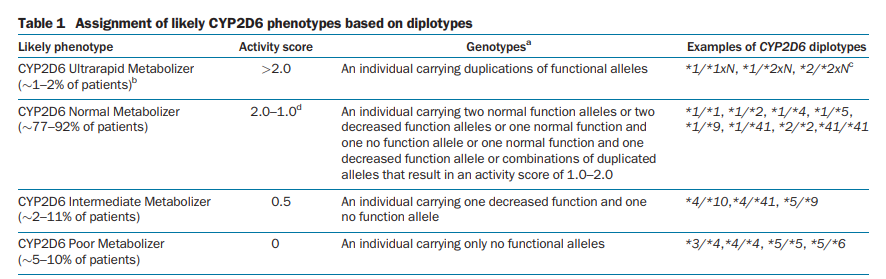 Table 1 Assignment of likely CYP2D6 phenotypes based on diplotypes
Likely phenotype Activity score Genotypesᵃ Examples of CYP2D6 diplotypes
CYP2D6 Ultrarapid Metabolizer >2.0 An individual carrying duplications of functional alleles *1/*1xN, *1/*2xN, *2/*2xNᶜ
(∼1–2% of patients)ᵇ
CYP2D6 Normal Metabolizer 2.0–1.0ᵈ An individual carrying two normal function alleles or two *1/*1, *1/*2, *1/*4, *1/*5,
(∼77–92% of patients) decreased function alleles or one normal function and *1/*9, *1/*41, *2/*2,*41/*41
one no function allele or one normal function and one
decreased function allele or combinations of duplicated
alleles that result in an activity score of 1.0–2.0
CYP2D6 Intermediate Metabolizer 0.5 An individual carrying one decreased function and one *4/*10,*4/*41, *5/*9
(∼2–11% of patients) no function allele
CYP2D6 Poor Metabolizer 0 An individual carrying only no functional alleles *3/*4,*4/*4, *5/*5, *5/*6
(∼5–10% of patients)